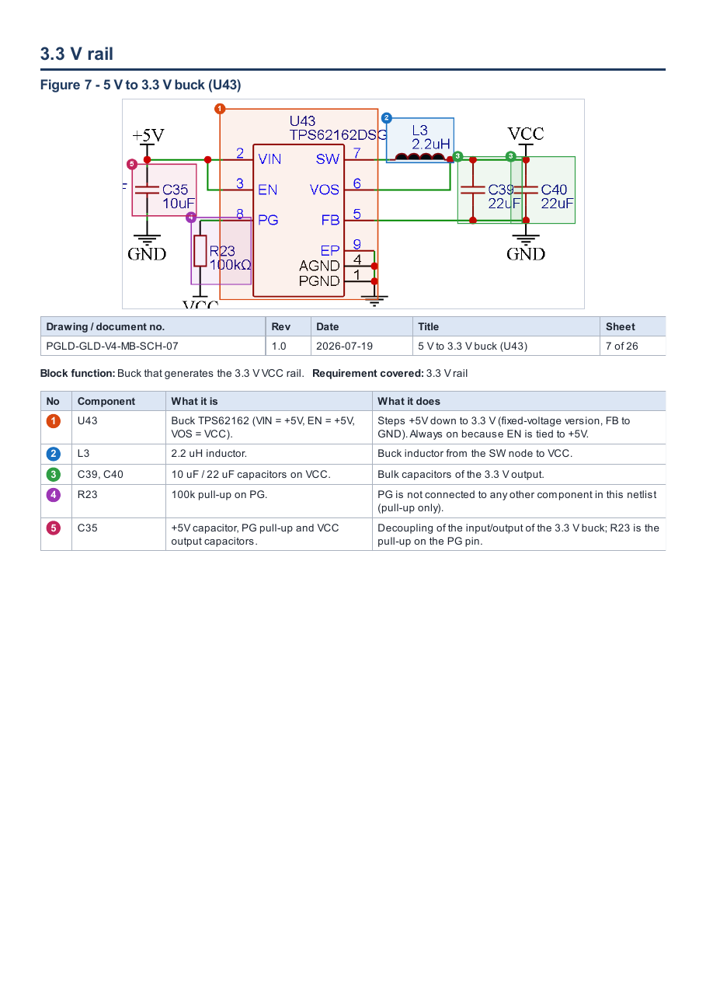 3.3 V rail
Figure 7 - 5 V to 3.3 V buck (U43)
1
2
U43
TPS62162DSG
L3
2.2uH
+5V
VCC
5
3
3
2
VIN
SW
7
3
EN
VOS
6
C35
10uF
C39
22uF
C40
22uF
4
8
PG
FB
5
GND
GND
R23
100kΩ
EP
9
AGND
4
PGND
1
VCC
Drawing / document no. Rev Date Title Sheet
PGLD-GLD-V4-MB-SCH-07 1.0 2026-07-19 5 V to 3.3 V buck (U43) 7 of 26
Block function: Buck that generates the 3.3 V VCC rail. Requirement covered: 3.3 V rail
No Component What it is What it does
1 U43 Buck TPS62162 (VIN = +5V, EN = +5V, Steps +5V down to 3.3 V (fixed-voltage version, FB to
VOS = VCC). GND). Always on because EN is tied to +5V.
2 L3 2.2 uH inductor. Buck inductor from the SW node to VCC.
3 C39, C40 10 uF / 22 uF capacitors on VCC. Bulk capacitors of the 3.3 V output.
4 R23 100k pull-up on PG. PG is not connected to any other component in this netlist
(pull-up only).
5 C35 +5V capacitor, PG pull-up and VCC Decoupling of the input/output of the 3.3 V buck; R23 is the
output capacitors. pull-up on the PG pin.